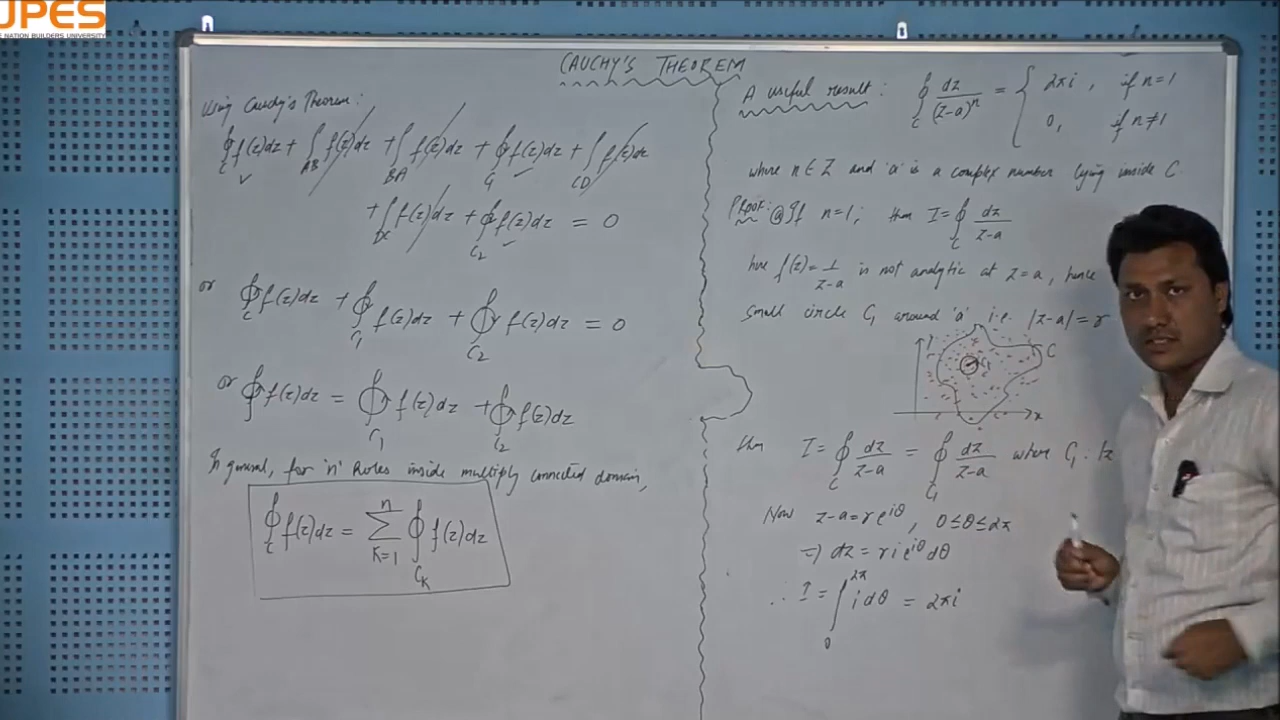 UPES
E NATION BUILDERS UNIVERSITY
CAUCHY'S THEOREM
Using Cauchy's Theorem:
∮_C f(z)dz + ∫_AB f(z)dz + ∫_BA f(z)dz + ∮_C₁ f(z)dz + ∫_CD f(z)dz
+ ∫_DC f(z)dz + ∮_C₂ f(z)dz = 0
or ∮_C f(z)dz + ∮_C₁ f(z)dz + ∮_C₂ f(z)dz = 0
or ∮ f(z)dz = ∮_C₁ f(z)dz + ∮_C₂ f(z)dz
In general, for 'n' holes inside multiply connected domain,
∮_C f(z)dz = ∑_{K=1}^{n} ∮_{C_K} f(z)dz
A useful result: ∮_C dz/(z-a)^n = { 2πi, if n=1
0, if n≠1
where n∈Z and 'a' is a complex number lying inside C.
Proof: @ If n=1, then I = ∮_C dz/(z-a)
here f(z) = 1/(z-a) is not analytic at z=a, hence
small circle C₁ around 'a' i.e. |z-a| = r
C
C₁
x
then I = ∮_C dz/(z-a) = ∮_C₁ dz/(z-a) where C₁: |z
Now z-a = re^{iθ}, 0≤θ≤2π
⇒ dz = rie^{iθ}dθ
∴ I = ∫_0^{2π} i dθ = 2πi